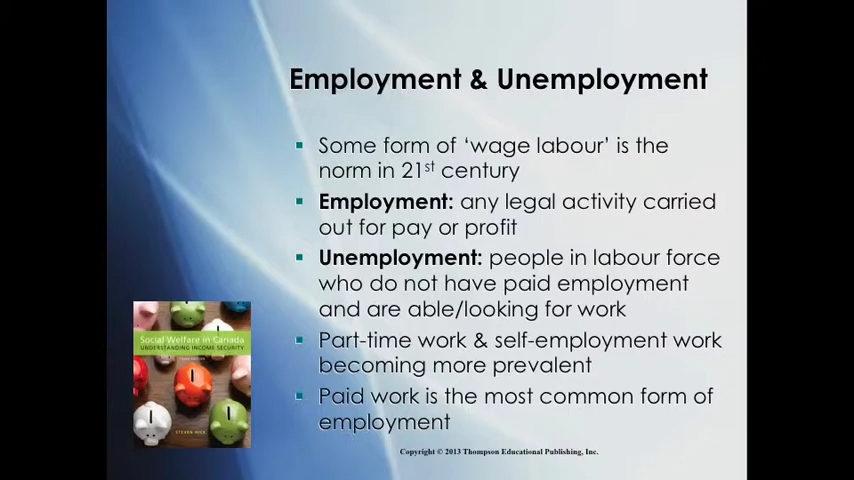 Employment & Unemployment
Some form of ‘wage labour’ is the
norm in 21st century
Employment: any legal activity carried
out for pay or profit
Unemployment: people in labour force
who do not have paid employment
and are able/looking for work
Part-time work & self-employment work
becoming more prevalent
Paid work is the most common form of
employment
Social Welfare in Canada
UNDERSTANDING INCOME SECURITY
STEVEN HICK
Copyright © 2013 Thompson Educational Publishing, Inc.